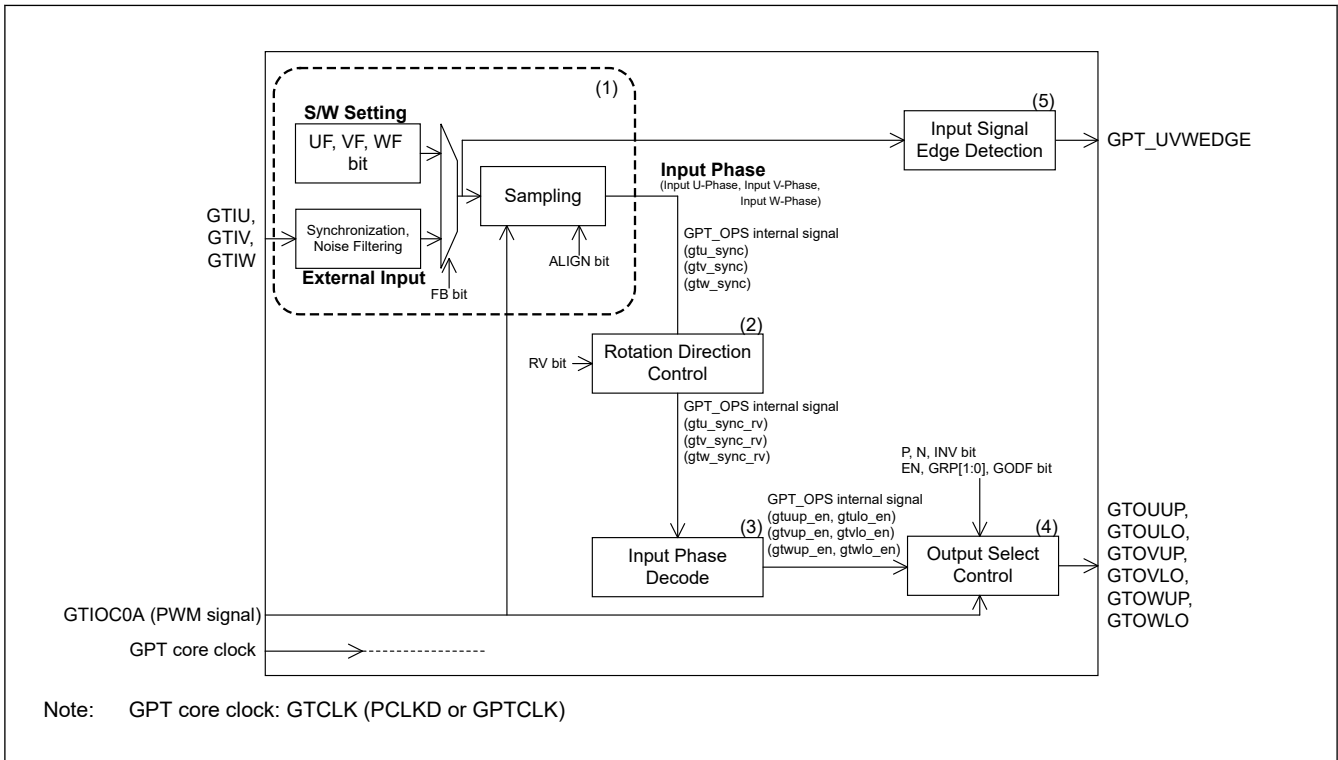 (1)
S/W Setting
UF, VF, WF
bit
GTIU,
GTIV,
GTIW
Synchronization,
Noise Filtering
External Input
FB bit
Sampling
ALIGN bit
Input Phase
(Input U-Phase, Input V-Phase,
Input W-Phase)
GPT_OPS internal signal
(gtu_sync)
(gtv_sync)
(gtw_sync)
(5)
Input Signal
Edge Detection
GPT_UVWEDGE
(2)
RV bit
Rotation Direction
Control
GPT_OPS internal signal
(gtu_sync_rv)
(gtv_sync_rv)
(gtw_sync_rv)
P, N, INV bit
EN, GRP[1:0], GODF bit
(3)
Input Phase
Decode
GPT_OPS internal signal
(gtuup_en, gtulo_en)
(gtvup_en, gtvlo_en)
(gtwup_en, gtwlo_en)
(4)
Output Select
Control
GTOUUP,
GTOULO,
GTOVUP,
GTOVLO,
GTOWUP,
GTOWLO
GTIOC0A (PWM signal)
GPT core clock
Note: GPT core clock: GTCLK (PCLKD or GPTCLK)